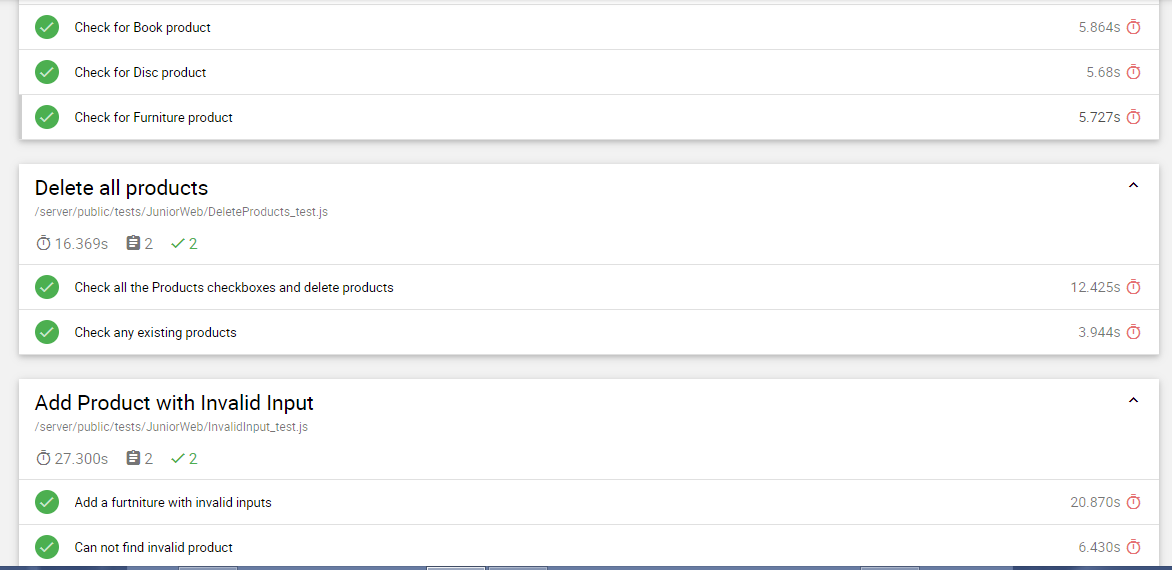 Check for Book product 5.864s
Check for Disc product 5.68s
Check for Furniture product 5.727s
Delete all products
/server/public/tests/JuniorWeb/DeleteProducts_test.js
16.369s 2 2
Check all the Products checkboxes and delete products 12.425s
Check any existing products 3.944s
Add Product with Invalid Input
/server/public/tests/JuniorWeb/InvalidInput_test.js
27.300s 2 2
Add a furtniture with invalid inputs 20.870s
Can not find invalid product 6.430s